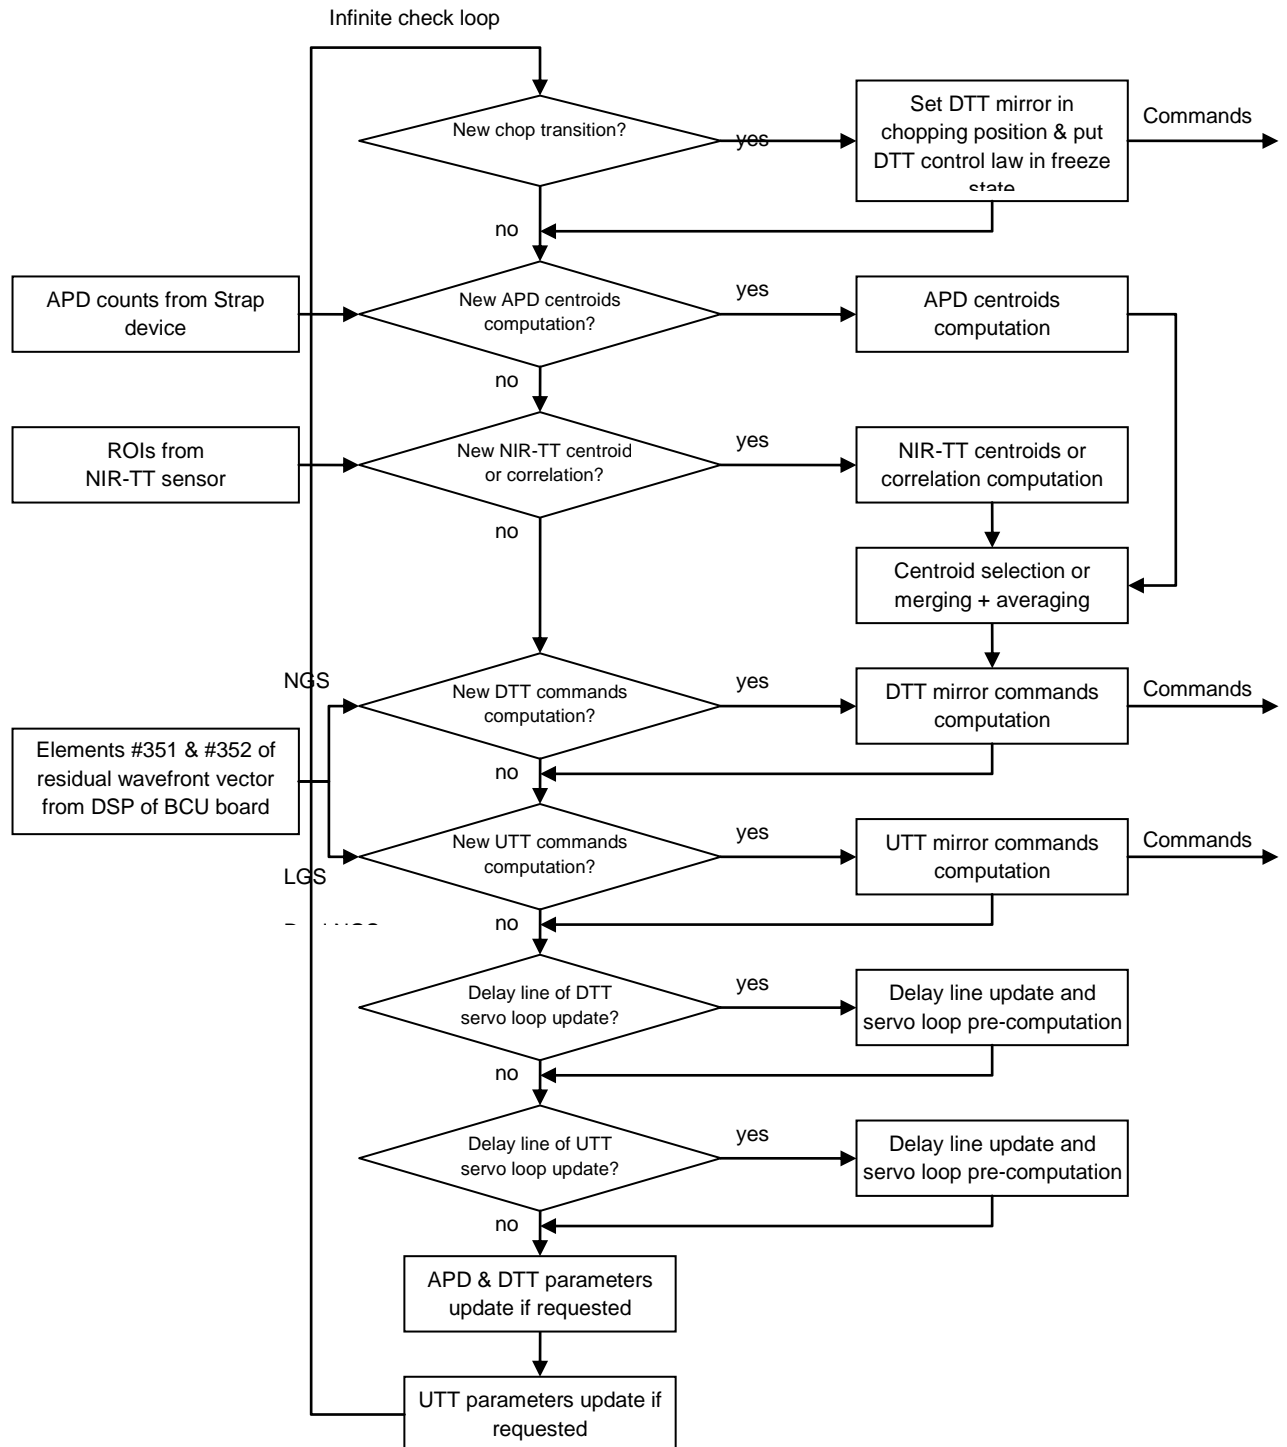 Infinite check loop
New chop transition?
yes
Set DTT mirror in
chopping position & put
DTT control law in freeze
state
Commands
no
APD counts from Strap
device
New APD centroids
computation?
yes
APD centroids
computation
no
ROIs from
NIR-TT sensor
New NIR-TT centroid
or correlation?
yes
NIR-TT centroids or
correlation computation
no
Centroid selection or
merging + averaging
NGS
New DTT commands
computation?
yes
DTT mirror commands
computation
Commands
Elements #351 & #352 of
residual wavefront vector
from DSP of BCU board
no
LGS
New UTT commands
computation?
yes
UTT mirror commands
computation
Commands
no
Delay line of DTT
servo loop update?
yes
Delay line update and
servo loop pre-computation
no
Delay line of UTT
servo loop update?
yes
Delay line update and
servo loop pre-computation
no
APD & DTT parameters
update if requested
UTT parameters update if
requested